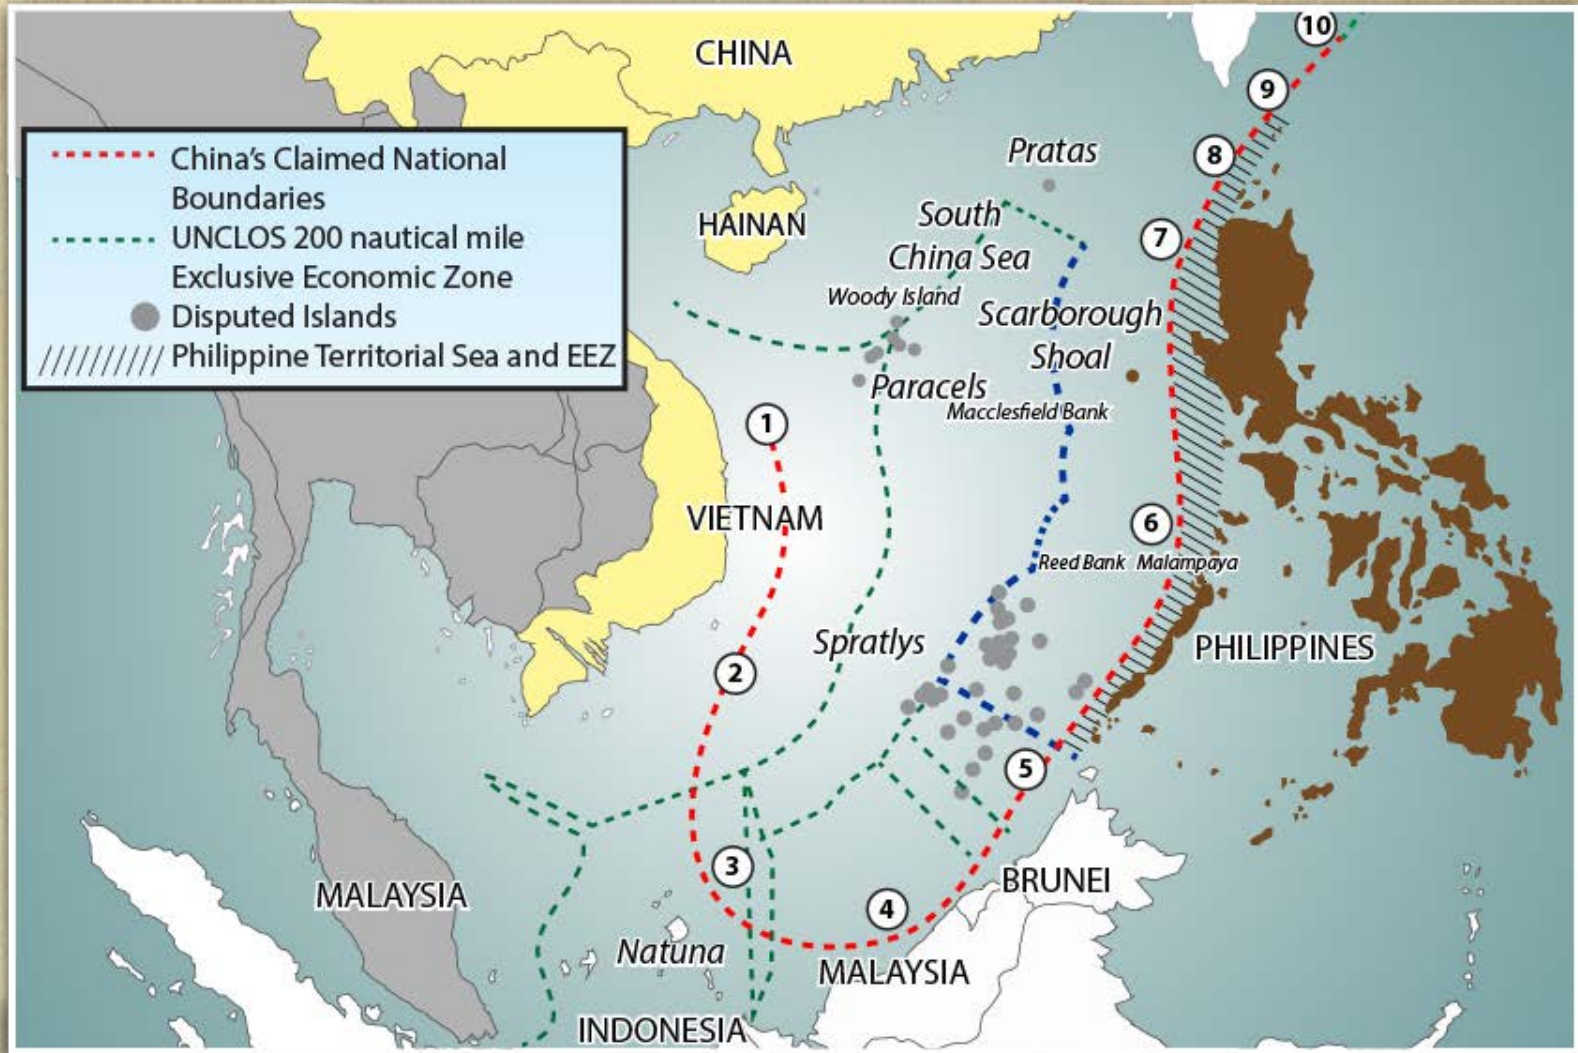 10
CHINA
9
China's Claimed National
Boundaries
UNCLOS 200 nautical mile
Exclusive Economic Zone
Disputed Islands
Philippine Territorial Sea and EEZ
Pratas
8
HAINAN
South
China Sea
7
Woody Island
Scarborough
Shoal
Paracels
Macclesfield Bank
1
VIETNAM
6
Reed Bank
Malampaya
Spratlys
PHILIPPINES
2
5
3
MALAYSIA
BRUNEI
4
Natuna
MALAYSIA
INDONESIA